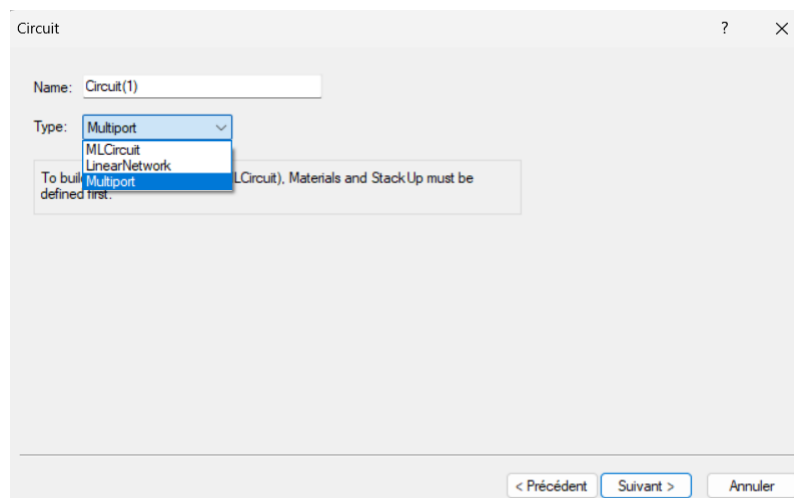 Circuit ?
Name: Circuit(1)
Type: Multiport
MLCircuit
LinearNetwork
Multiport
To buil LCircuit), Materials and StackUp must be
defined first.
< Précédent Suivant > Annuler